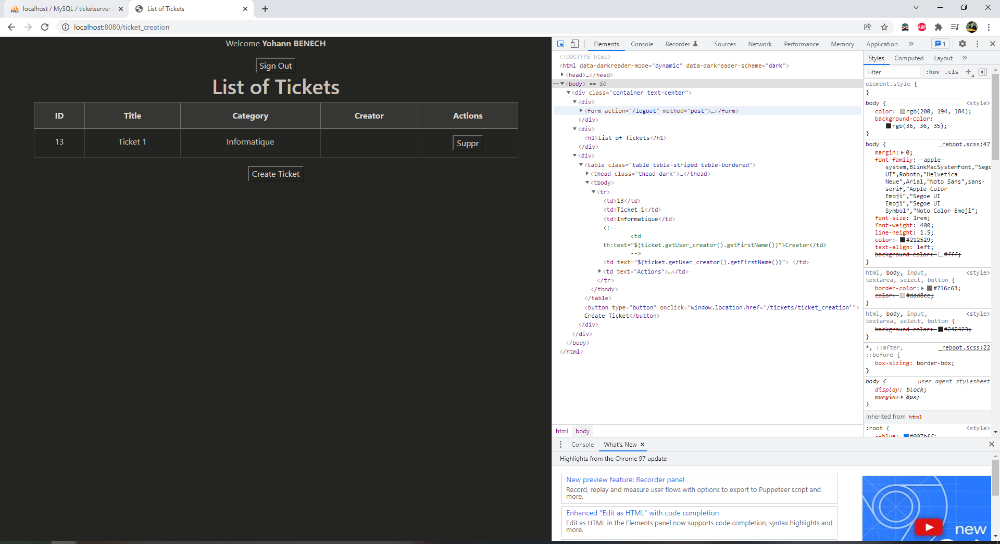 localhost / MySQL / ticketserver
List of Tickets
localhost:8080/ticket_creation
Welcome Yohann BENECH
Sign Out
List of Tickets
ID Title Category Creator Actions
13 Ticket 1 Informatique Suppr
Create Ticket
Elements Console Recorder Sources Network Performance Memory Application » 1
<!DOCTYPE html>
<html data-darkreader-mode="dynamic" data-darkreader-scheme="dark">
<head>…</head>
<body> == $0
<div class="container text-center">
<div>
<form action="/logout" method="post">…</form>
</div>
<div>
<h1>List of Tickets</h1>
</div>
<div>
<table class="table table-striped table-bordered">
<thead class="thead-dark">…</thead>
<tbody>
<tr>
<td>13</td>
<td>Ticket 1</td>
<td>Informatique</td>
<!--
<td
th:text="${ticket.getUser_creator().getFirstName()}">Creator</td>
-->
<td text="${ticket.getUser_creator().getFirstName()}"> </td>
<td text="Actions">…</td>
</tr>
</tbody>
</table>
<button type="button" onclick="window.location.href='/tickets/ticket_creation'">
Create Ticket</button>
</div>
</div>
</body>
</html>
html body
Styles Computed Layout »
Filter :hov .cls +
element.style {
}
body { <style>
color: rgb(200, 194, 184);
background-color:
rgb(36, 36, 35);
}
body { _reboot.scss:47
margin: 0;
font-family: -apple-
system,BlinkMacSystemFont,"Sego
UI",Roboto,"Helvetica
Neue",Arial,"Noto Sans",sans-
serif,"Apple Color
Emoji","Segoe UI
Emoji","Segoe UI
Symbol","Noto Color Emoji";
font-size: 1rem;
font-weight: 400;
line-height: 1.5;
color: #212529;
text-align: left;
background-color: #fff;
}
html, body, input, <style>
textarea, select, button {
border-color: #716c63;
color: #ddd8ce;
}
html, body, input, <style>
textarea, select, button {
background-color: #242423;
}
*, ::after, _reboot.scss:22
::before {
box-sizing: border-box;
}
body { user agent stylesheet
display: block;
margin: 8px;
}
Inherited from html
:root { <style>
--blue: #007bff;
Console What's New
Highlights from the Chrome 97 update
New preview feature: Recorder panel
Record, replay and measure user flows with options to export to Puppeteer script and
more.
Enhanced "Edit as HTML" with code completion
Edit as HTML in the Elements panel now supports code completion, syntax highlights and
more.
new